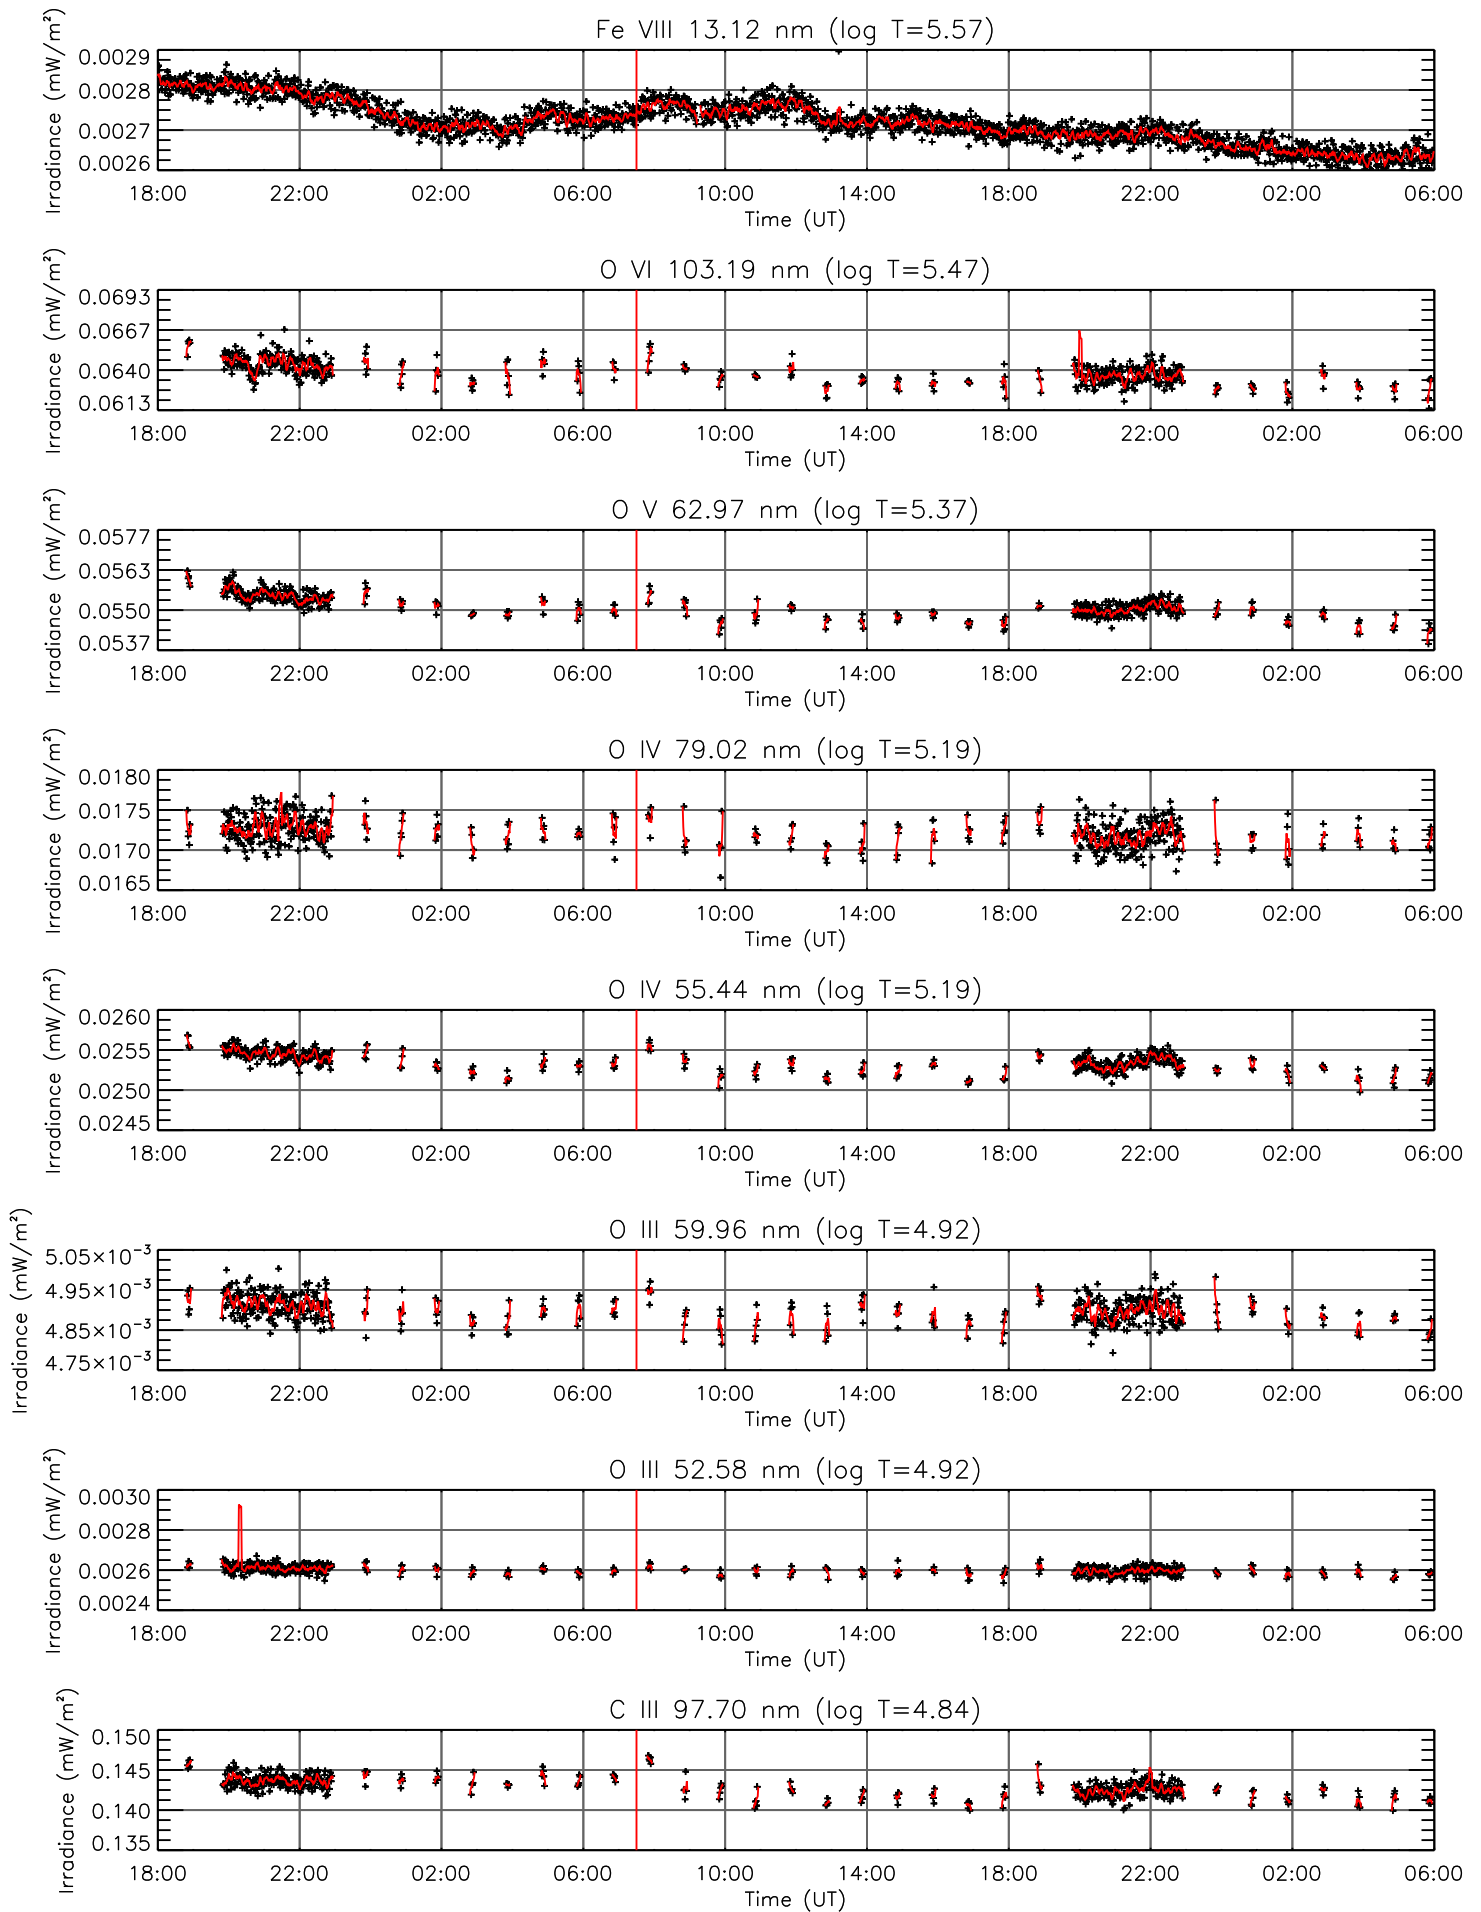 Fe VIII 13.12 nm (log T=5.57)
Irradiance (mW/m²)
0.0029
0.0028
0.0027
0.0026
18:00 22:00 02:00 06:00 10:00 14:00 18:00 22:00 02:00 06:00
Time (UT)
O VI 103.19 nm (log T=5.47)
Irradiance (mW/m²)
0.0693
0.0667
0.0640
0.0613
18:00 22:00 02:00 06:00 10:00 14:00 18:00 22:00 02:00 06:00
Time (UT)
O V 62.97 nm (log T=5.37)
Irradiance (mW/m²)
0.0577
0.0563
0.0550
0.0537
18:00 22:00 02:00 06:00 10:00 14:00 18:00 22:00 02:00 06:00
Time (UT)
O IV 79.02 nm (log T=5.19)
Irradiance (mW/m²)
0.0180
0.0175
0.0170
0.0165
18:00 22:00 02:00 06:00 10:00 14:00 18:00 22:00 02:00 06:00
Time (UT)
O IV 55.44 nm (log T=5.19)
Irradiance (mW/m²)
0.0260
0.0255
0.0250
0.0245
18:00 22:00 02:00 06:00 10:00 14:00 18:00 22:00 02:00 06:00
Time (UT)
O III 59.96 nm (log T=4.92)
Irradiance (mW/m²)
5.05×10⁻³
4.95×10⁻³
4.85×10⁻³
4.75×10⁻³
18:00 22:00 02:00 06:00 10:00 14:00 18:00 22:00 02:00 06:00
Time (UT)
O III 52.58 nm (log T=4.92)
Irradiance (mW/m²)
0.0030
0.0028
0.0026
0.0024
18:00 22:00 02:00 06:00 10:00 14:00 18:00 22:00 02:00 06:00
Time (UT)
C III 97.70 nm (log T=4.84)
Irradiance (mW/m²)
0.150
0.145
0.140
0.135
18:00 22:00 02:00 06:00 10:00 14:00 18:00 22:00 02:00 06:00
Time (UT)